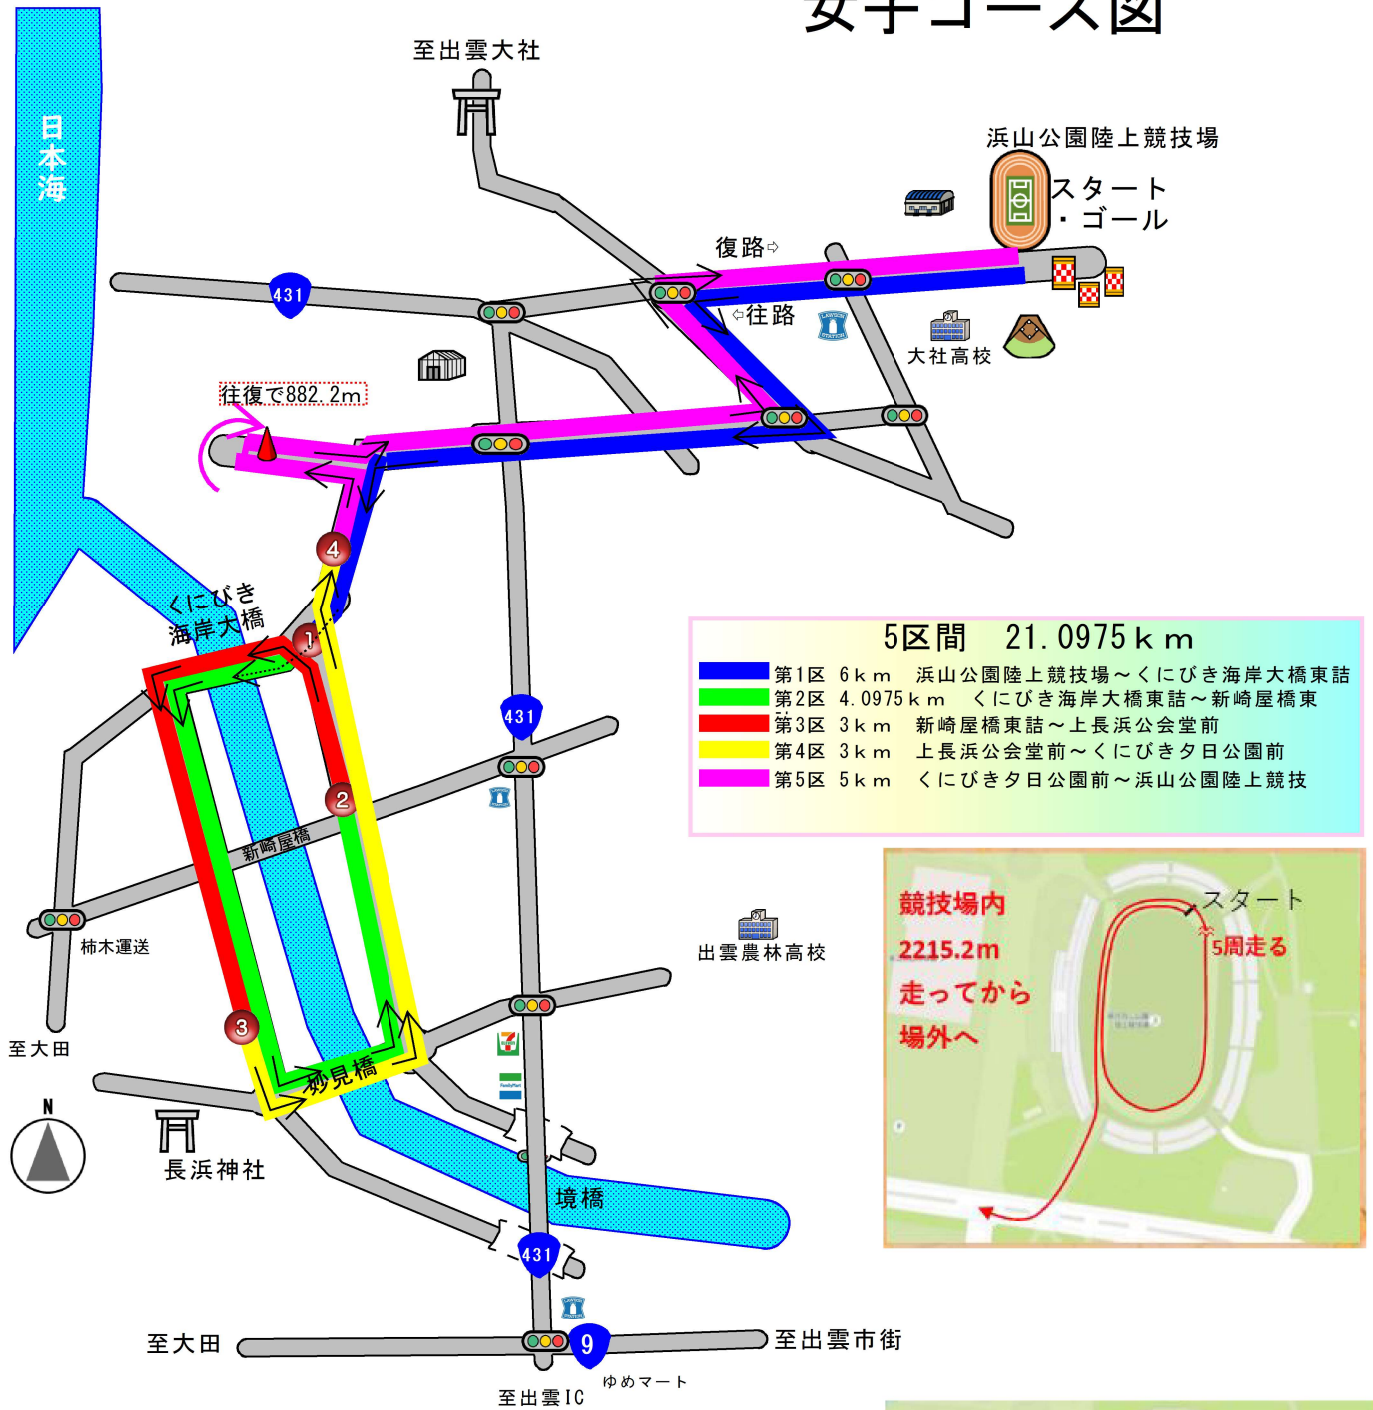 女子コース図
至出雲大社
日本海
浜山公園陸上競技場
スタート
・ゴール
復路⇨
⇦往路
431
LAWSON
STATION
大社高校
往復で882.2m
4
くにびき
海岸大橋
1
5区間 21.0975km
第1区 6km 浜山公園陸上競技場～くにびき海岸大橋東詰
第2区 4.0975km くにびき海岸大橋東詰～新崎屋橋東
第3区 3km 新崎屋橋東詰～上長浜公会堂前
第4区 3km 上長浜公会堂前～くにびき夕日公園前
第5区 5km くにびき夕日公園前～浜山公園陸上競技
431
2
新崎屋橋
柿木運送
出雲農林高校
競技場内
2215.2m
走ってから
場外へ
スタート
5周走る
3
至大田
妙見橋
FamilyMart
N
長浜神社
境橋
431
至大田
9
至出雲市街
ゆめマート
至出雲IC